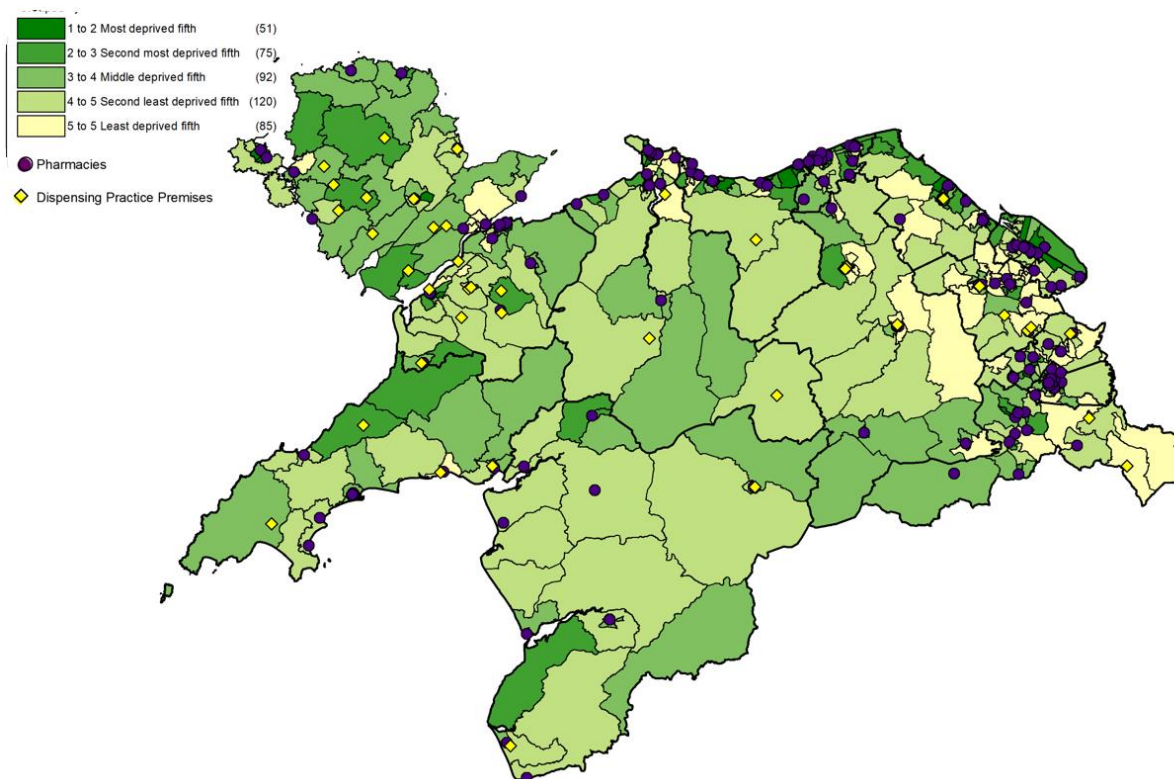 1 to 2 Most deprived fifth (51)
2 to 3 Second most deprived fifth (75)
3 to 4 Middle deprived fifth (92)
4 to 5 Second least deprived fifth (120)
5 to 5 Least deprived fifth (85)
Pharmacies
Dispensing Practice Premises